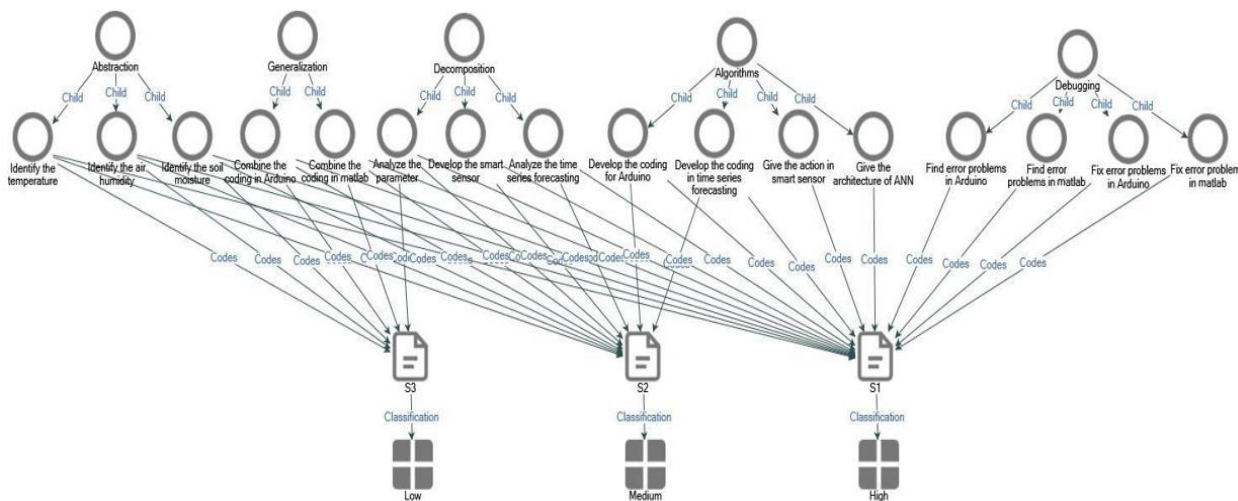 Abstraction
Generalization
Decomposition
Algorithms
Debugging
Child Child Child
Child Child
Child Child Child
Child Child Child Child
Child Child Child Child
Identify the
temperature
Identify the air
humidity
Identify the soil
moisture
Combine the
coding in Arduino
Combine the
coding in matlab
Analyze the
parameter
Develop the smart
sensor
Analyze the time
series forecasting
Develop the coding
for Arduino
Develop the coding
in time series
forecasting
Give the action in
smart sensor
Give the
architecture of ANN
Find error problems
in Arduino
Find error
problems in matlab
Fix error problems
in Arduino
Fix error problems
in matlab
Codes Codes Codes Codes Codes Codes Codes Codes Codes Codes Codes Codes Codes Codes Codes Codes Codes
S3
S2
S1
Classification
Classification
Classification
Low
Medium
High